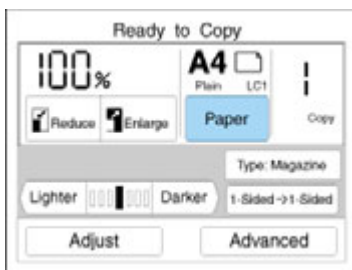 Ready to Copy
100%
A4
Plain LC1
1
Reduce Enlarge Paper Copy
Type: Magazine
Lighter Darker 1-Sided->1-Sided
Adjust Advanced